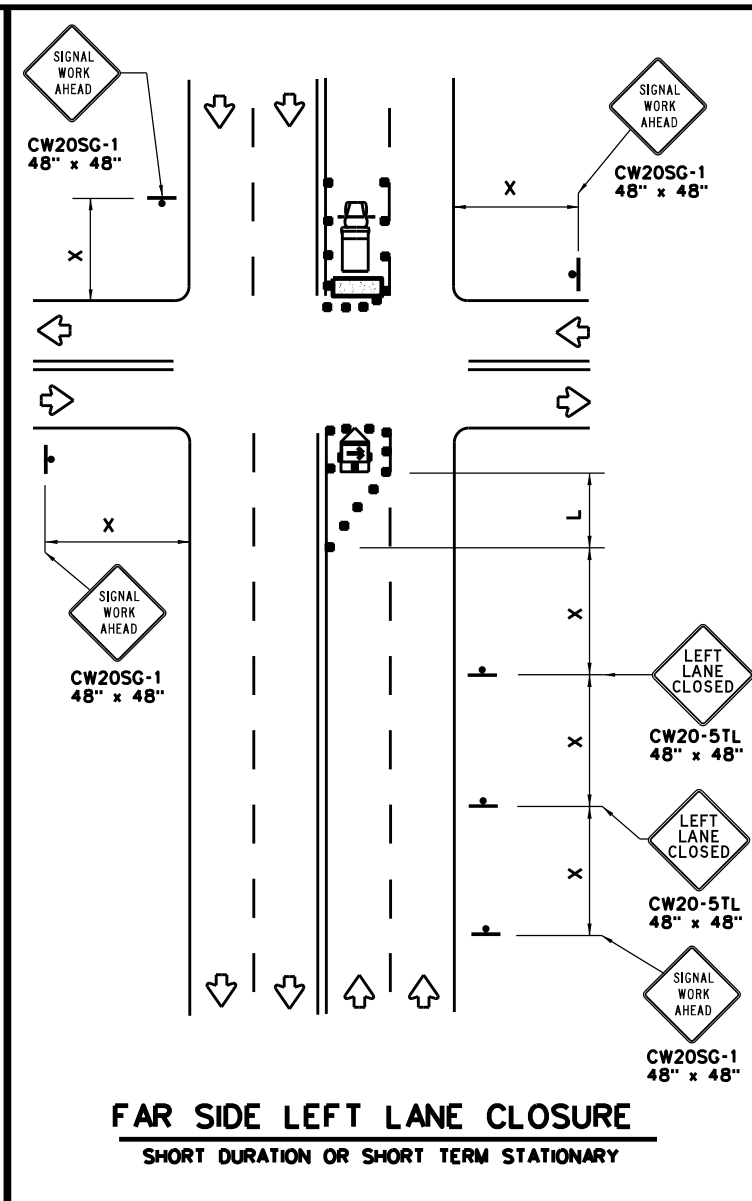 SIGNAL
WORK
AHEAD
CW20SG-1
48" x 48"
X
SIGNAL
WORK
AHEAD
CW20SG-1
48" x 48"
X
X
SIGNAL
WORK
AHEAD
CW20SG-1
48" x 48"
L
X
LEFT
LANE
CLOSED
CW20-5TL
48" x 48"
X
LEFT
LANE
CLOSED
CW20-5TL
48" x 48"
X
SIGNAL
WORK
AHEAD
CW20SG-1
48" x 48"
FAR SIDE LEFT LANE CLOSURE
SHORT DURATION OR SHORT TERM STATIONARY